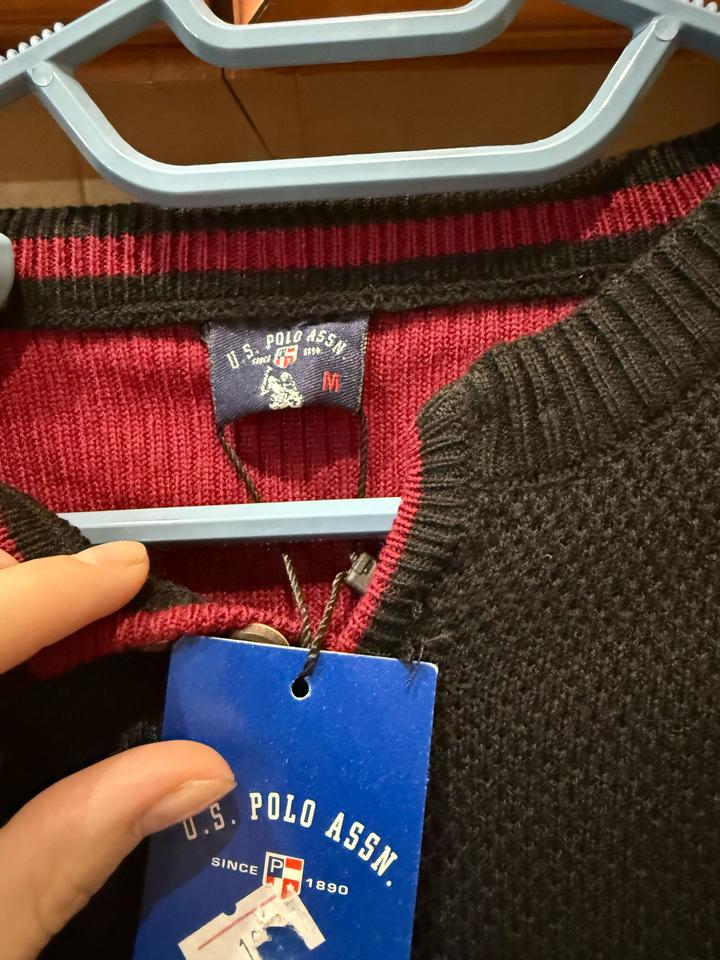 U.S. POLO ASSN
SINCE 1890
M
U.S. POLO ASSN.
SINCE P 1890